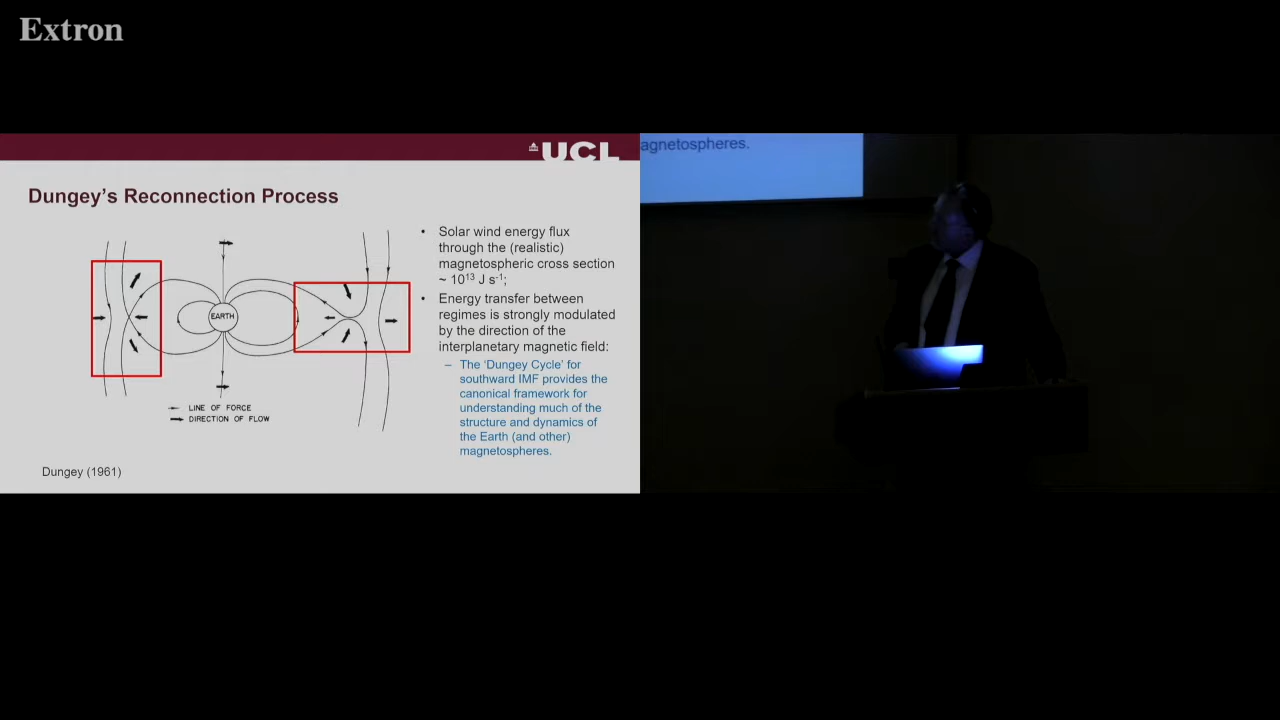 Extron
UCL
Dungey's Reconnection Process
EARTH
LINE OF FORCE
DIRECTION OF FLOW
Dungey (1961)
• Solar wind energy flux
through the (realistic)
magnetospheric cross section
~ 10¹³ J s⁻¹;
• Energy transfer between
regimes is strongly modulated
by the direction of the
interplanetary magnetic field:
– The 'Dungey Cycle' for
southward IMF provides the
canonical framework for
understanding much of the
structure and dynamics of
the Earth (and other)
magnetospheres.
agnetospheres.